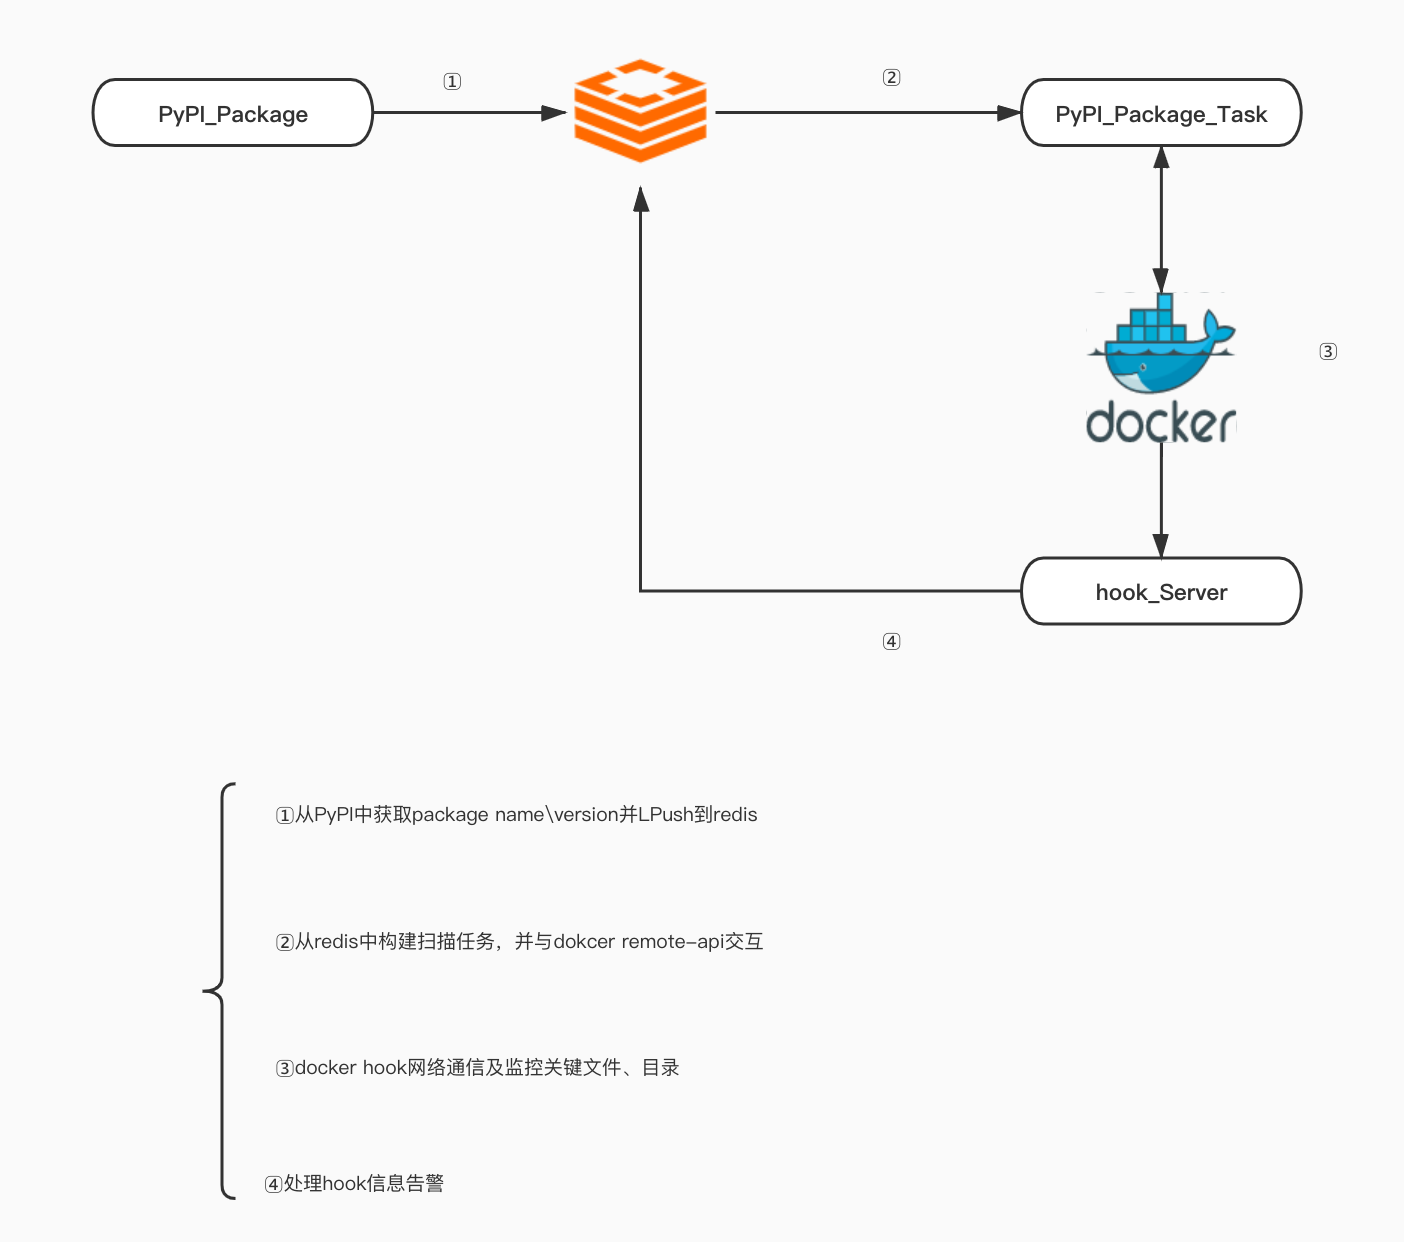 ①
②
PyPI_Package
PyPI_Package_Task
③
docker
hook_Server
④
①从PyPI中获取package name\version并LPush到redis
②从redis中构建扫描任务，并与dokcer remote-api交互
③docker hook网络通信及监控关键文件、目录
④处理hook信息告警